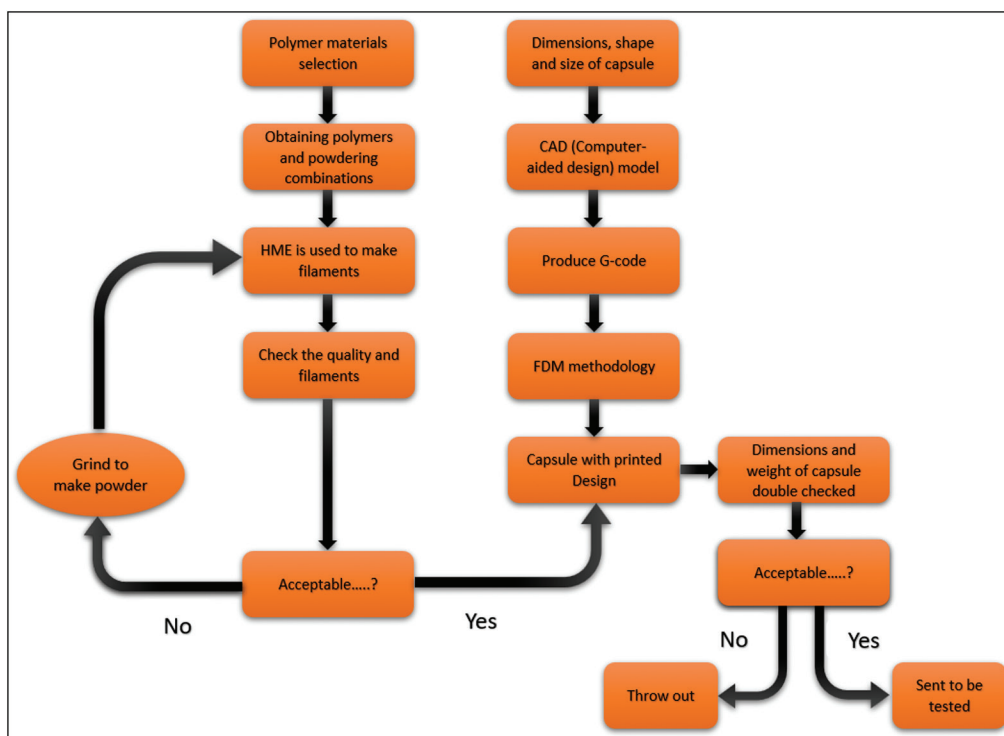 Polymer materials
selection
Obtaining polymers
and powdering
combinations
HME is used to make
filaments
Check the quality and
filaments
Grind to
make powder
Acceptable.....?
No
Yes
Dimensions, shape
and size of capsule
CAD (Computer-
aided design) model
Produce G-code
FDM methodology
Capsule with printed
Design
Dimensions and
weight of capsule
double checked
Acceptable.....?
No
Yes
Throw out
Sent to be
tested